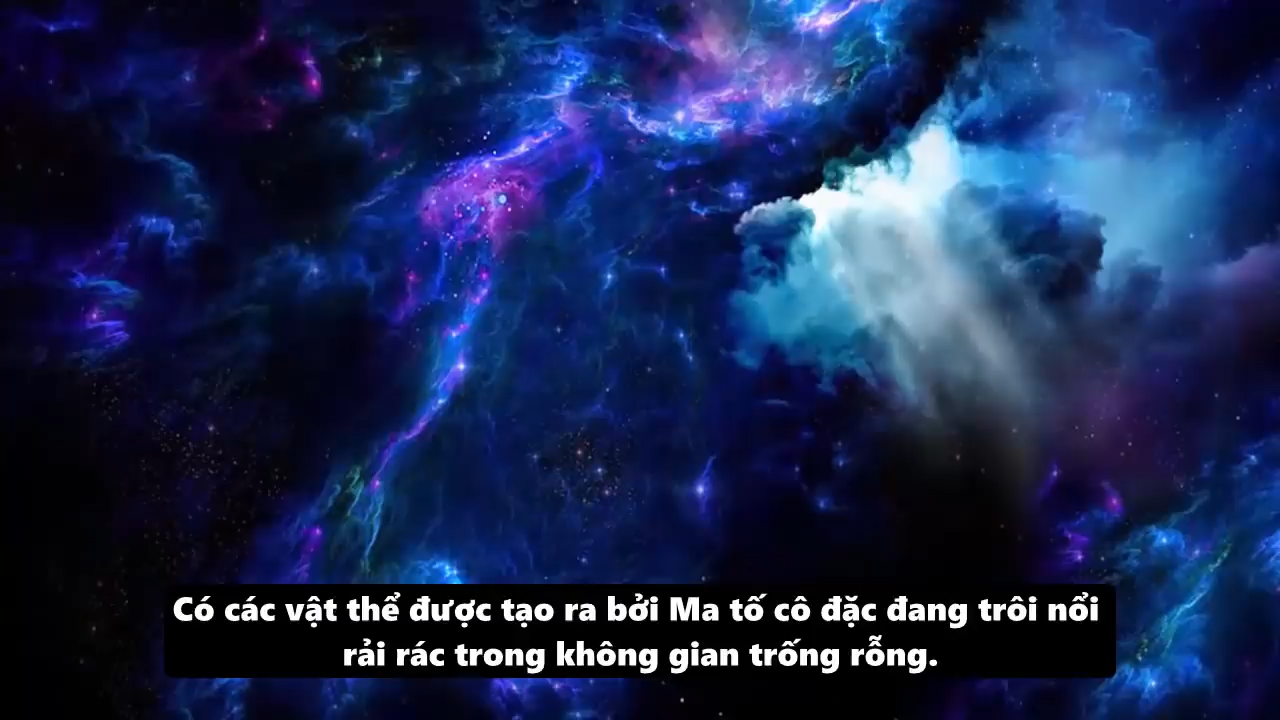 Có các vật thể được tạo ra bởi Ma tố cô đặc đang trôi nổi
rải rác trong không gian trống rỗng.